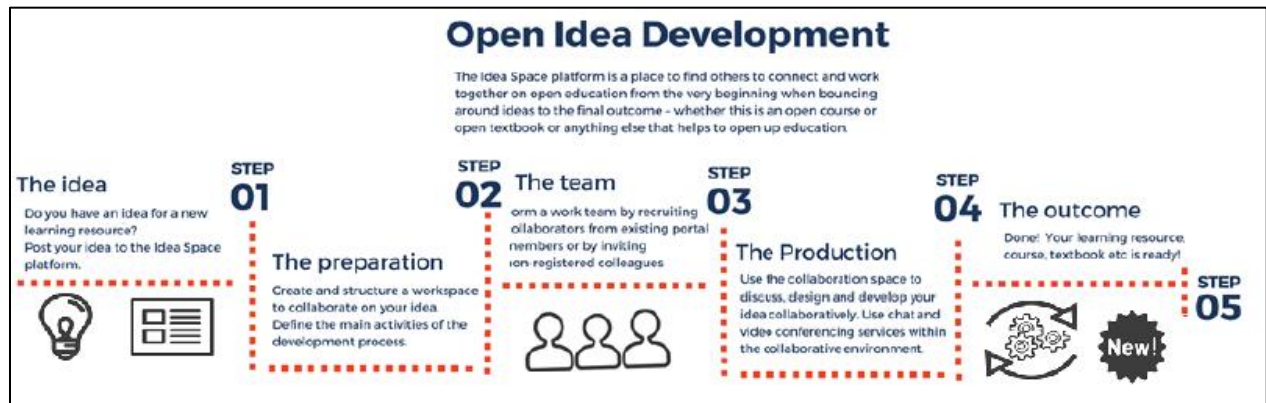 Open Idea Development
The Idea Space platform is a place to find others to connect and work
together on open education from the very beginning when bouncing
around ideas to the final outcome – whether this is an open course or
open textbook or anything else that helps to open up education.
The idea
Do you have an idea for a new
learning resource?
Post your idea to the Idea Space
platform.
STEP
01
The preparation
Create and structure a workspace
to collaborate on your idea.
Define the main activities of the
development process.
STEP
02
The team
orm a work team by recruiting
ollaborators from existing portal
members or by inviting
non-registered colleagues
STEP
03
The Production
Use the collaboration space to
discuss, design and develop your
idea collaboratively. Use chat and
video conferencing services within
the collaborative environment.
STEP
04
The outcome
Done! Your learning resource,
course, textbook etc is ready!
STEP
05
New!